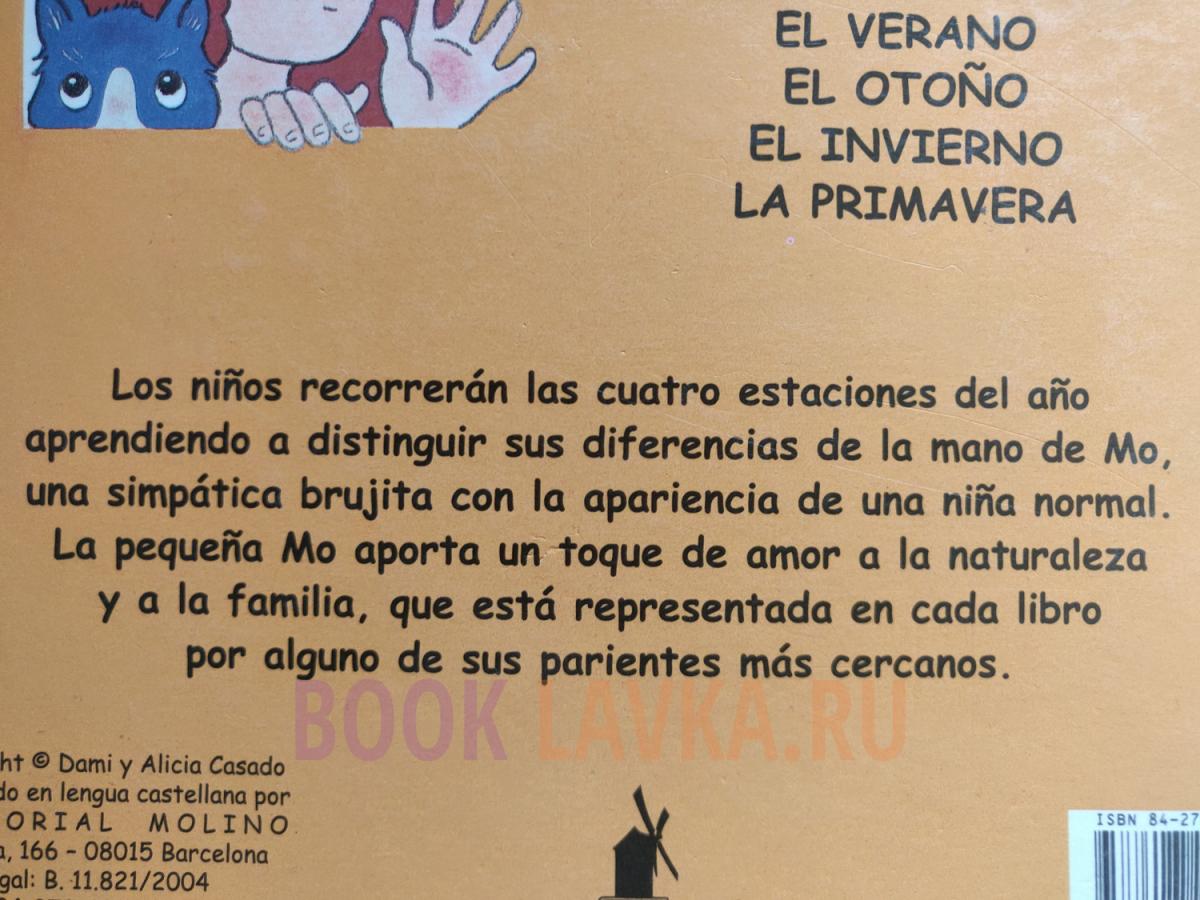 EL VERANO
EL OTOÑO
EL INVIERNO
LA PRIMAVERA
Los niños recorrerán las cuatro estaciones del año
aprendiendo a distinguir sus diferencias de la mano de Mo,
una simpática brujita con la apariencia de una niña normal.
La pequeña Mo aporta un toque de amor a la naturaleza
y a la familia, que está representada en cada libro
por alguno de sus parientes más cercanos.
BOOK LAVKA.RU
ht © Dami y Alicia Casado
do en lengua castellana por
ORIAL MOLINO
a, 166 - 08015 Barcelona
gal: B. 11.821/2004
ISBN 84-27